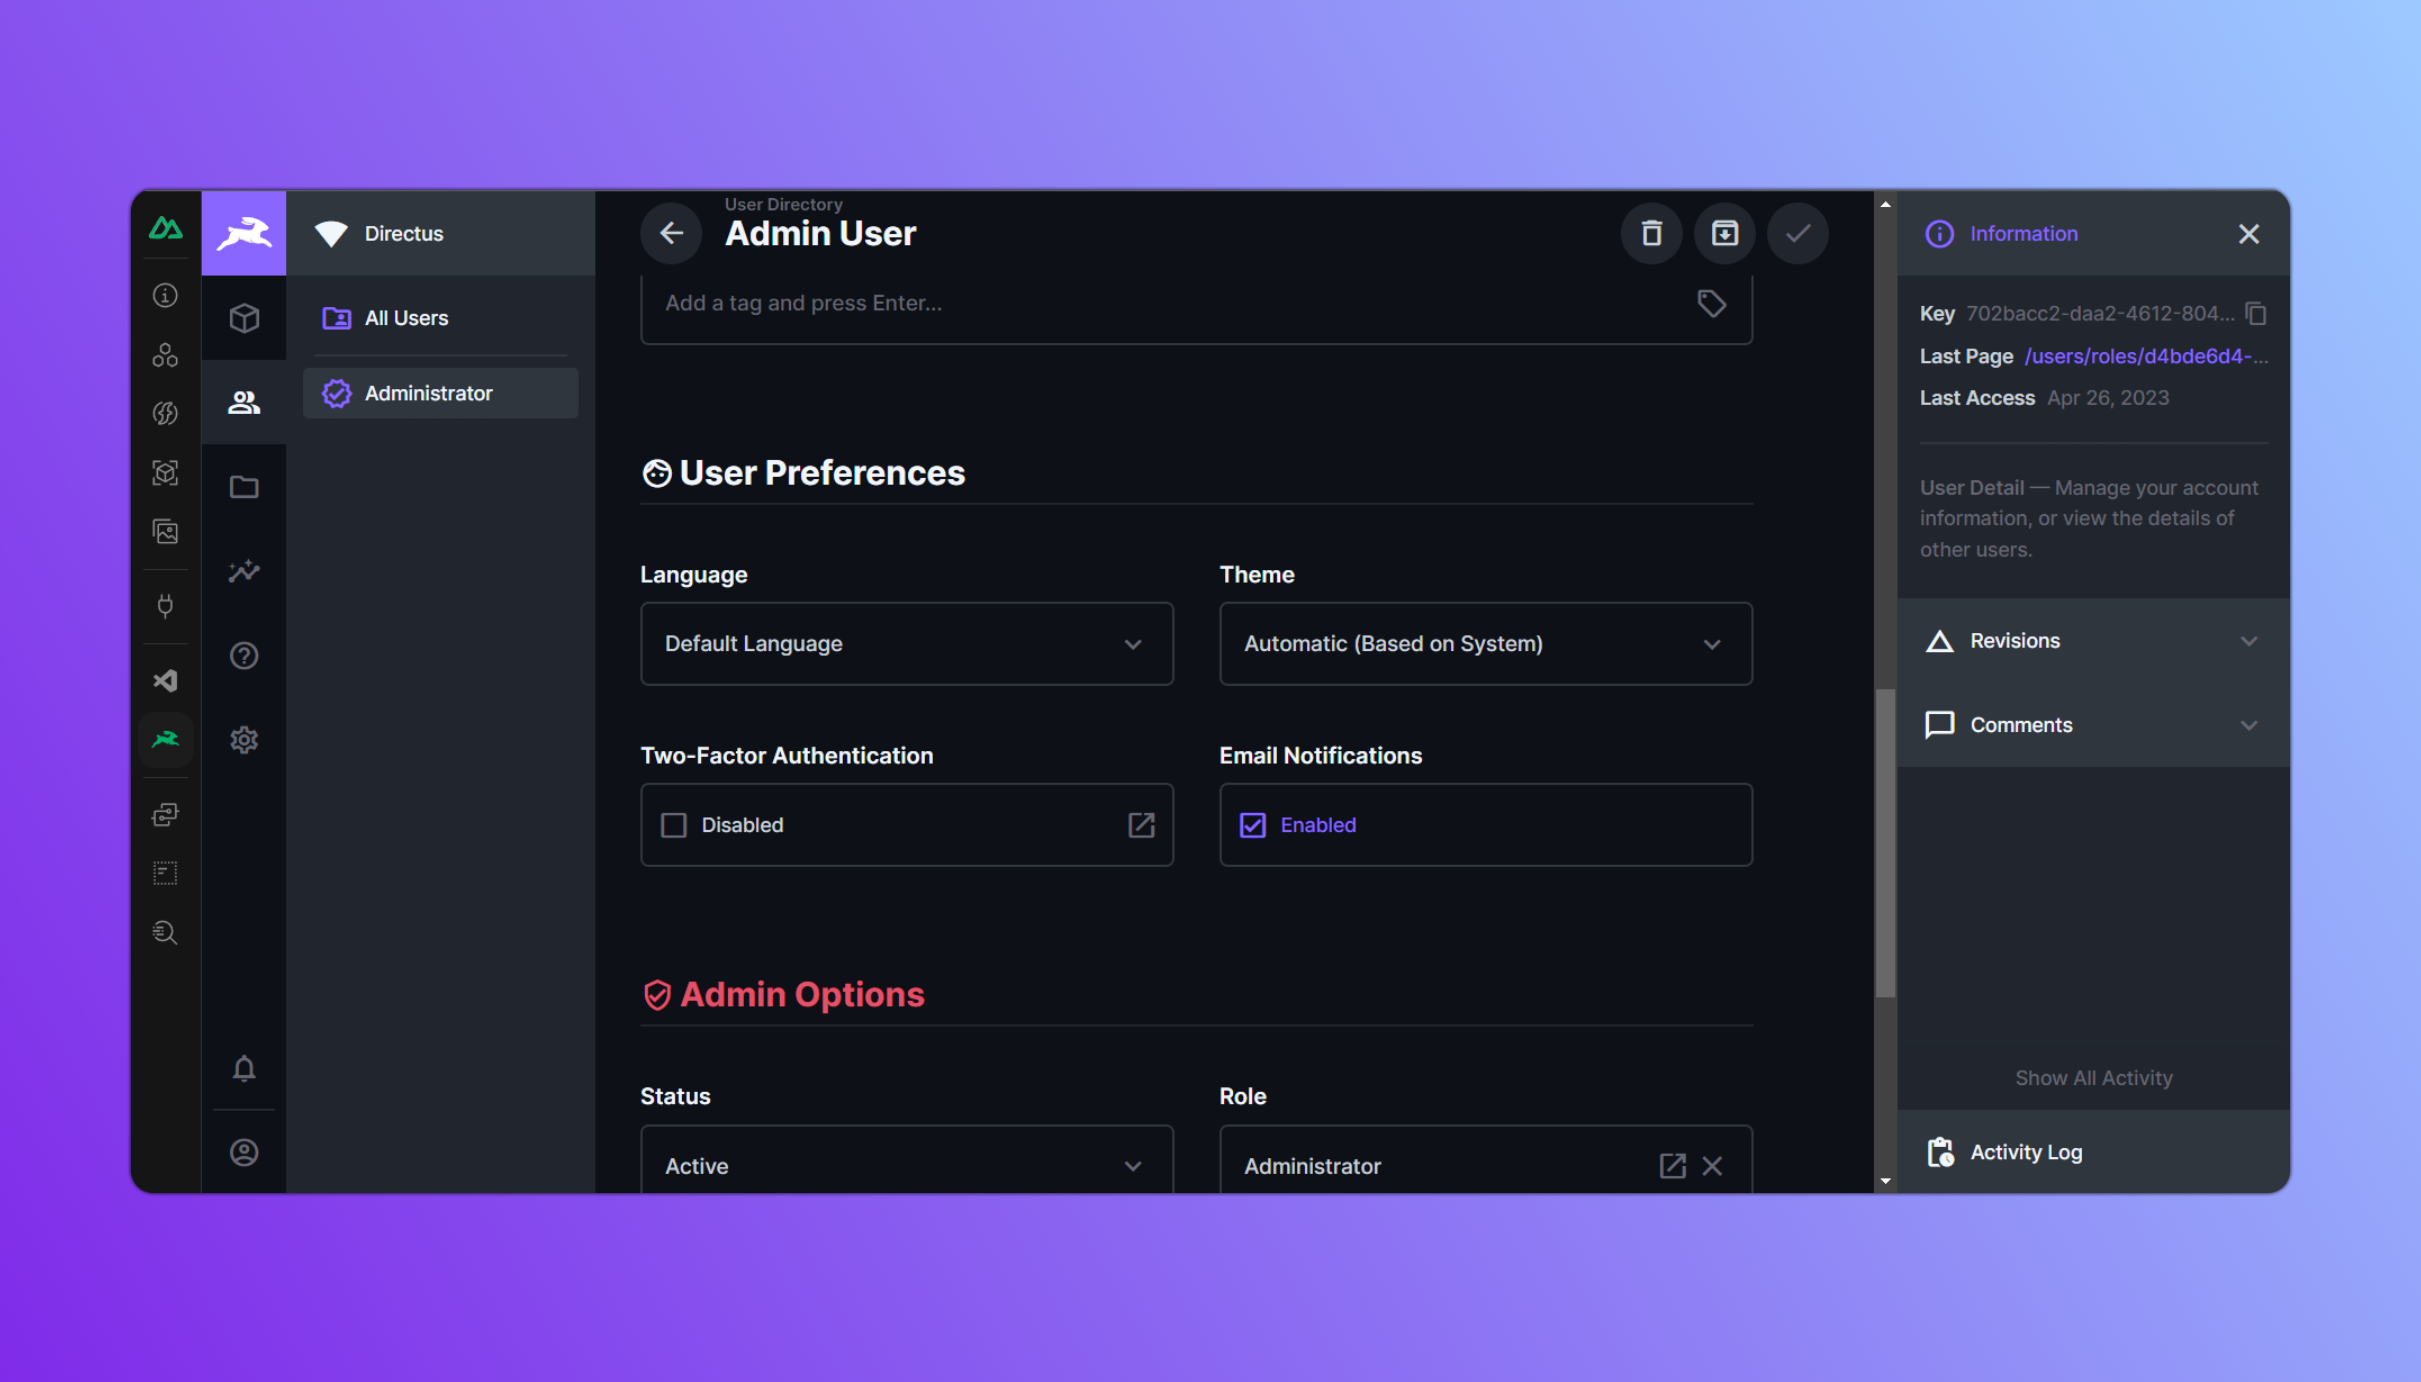 Directus
All Users
Administrator
User Directory
Admin User
Add a tag and press Enter...
User Preferences
Language
Theme
Default Language
Automatic (Based on System)
Two-Factor Authentication
Email Notifications
Disabled
Enabled
Admin Options
Status
Role
Active
Administrator
Information
Key 702bacc2-daa2-4612-804...
Last Page /users/roles/d4bde6d4-...
Last Access Apr 26, 2023
User Detail — Manage your account
information, or view the details of
other users.
Revisions
Comments
Show All Activity
Activity Log